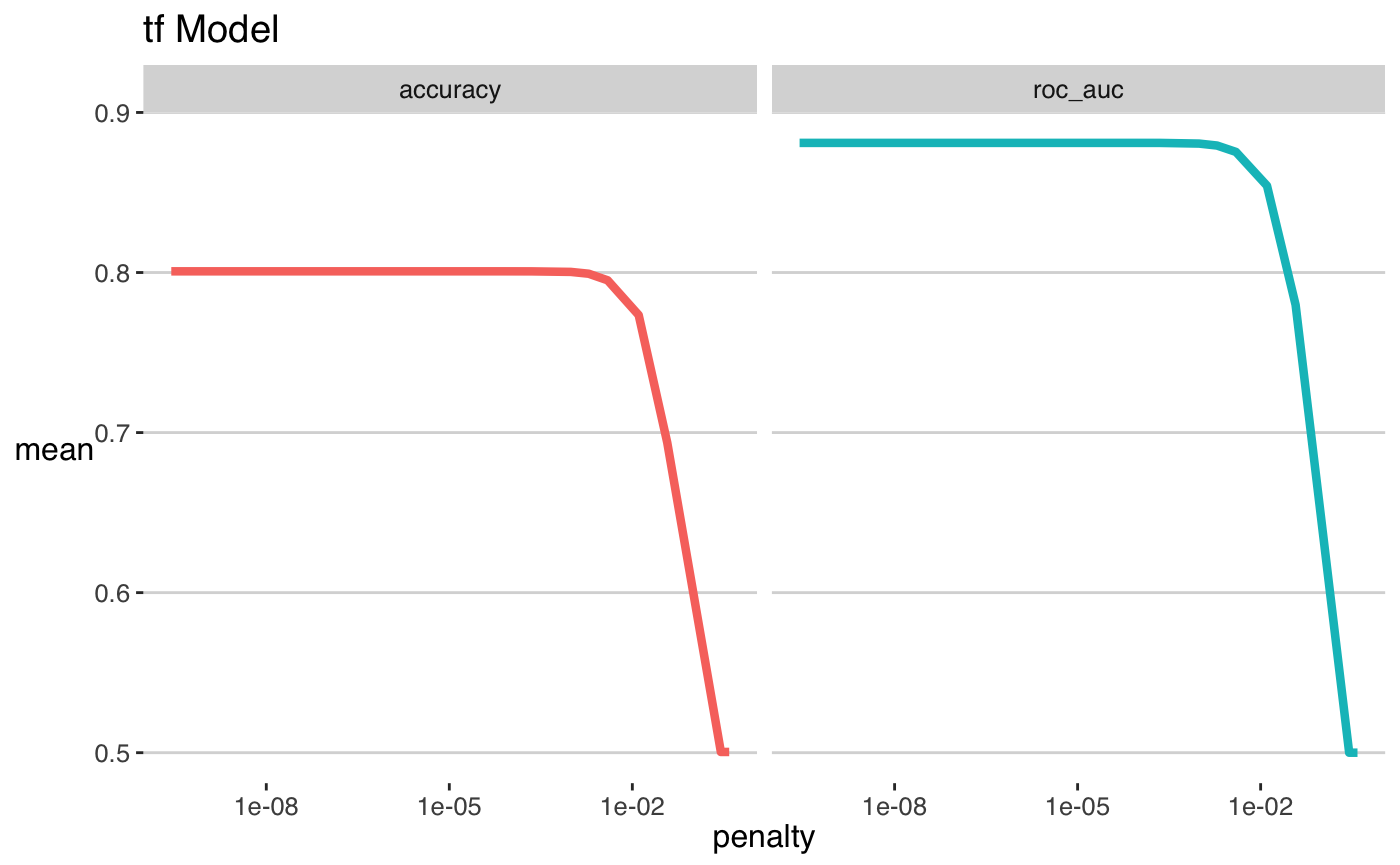 tf Model
accuracy
roc_auc
0.9
0.8
0.7
0.6
0.5
mean
1e-08 1e-05 1e-02 1e-08 1e-05 1e-02
penalty